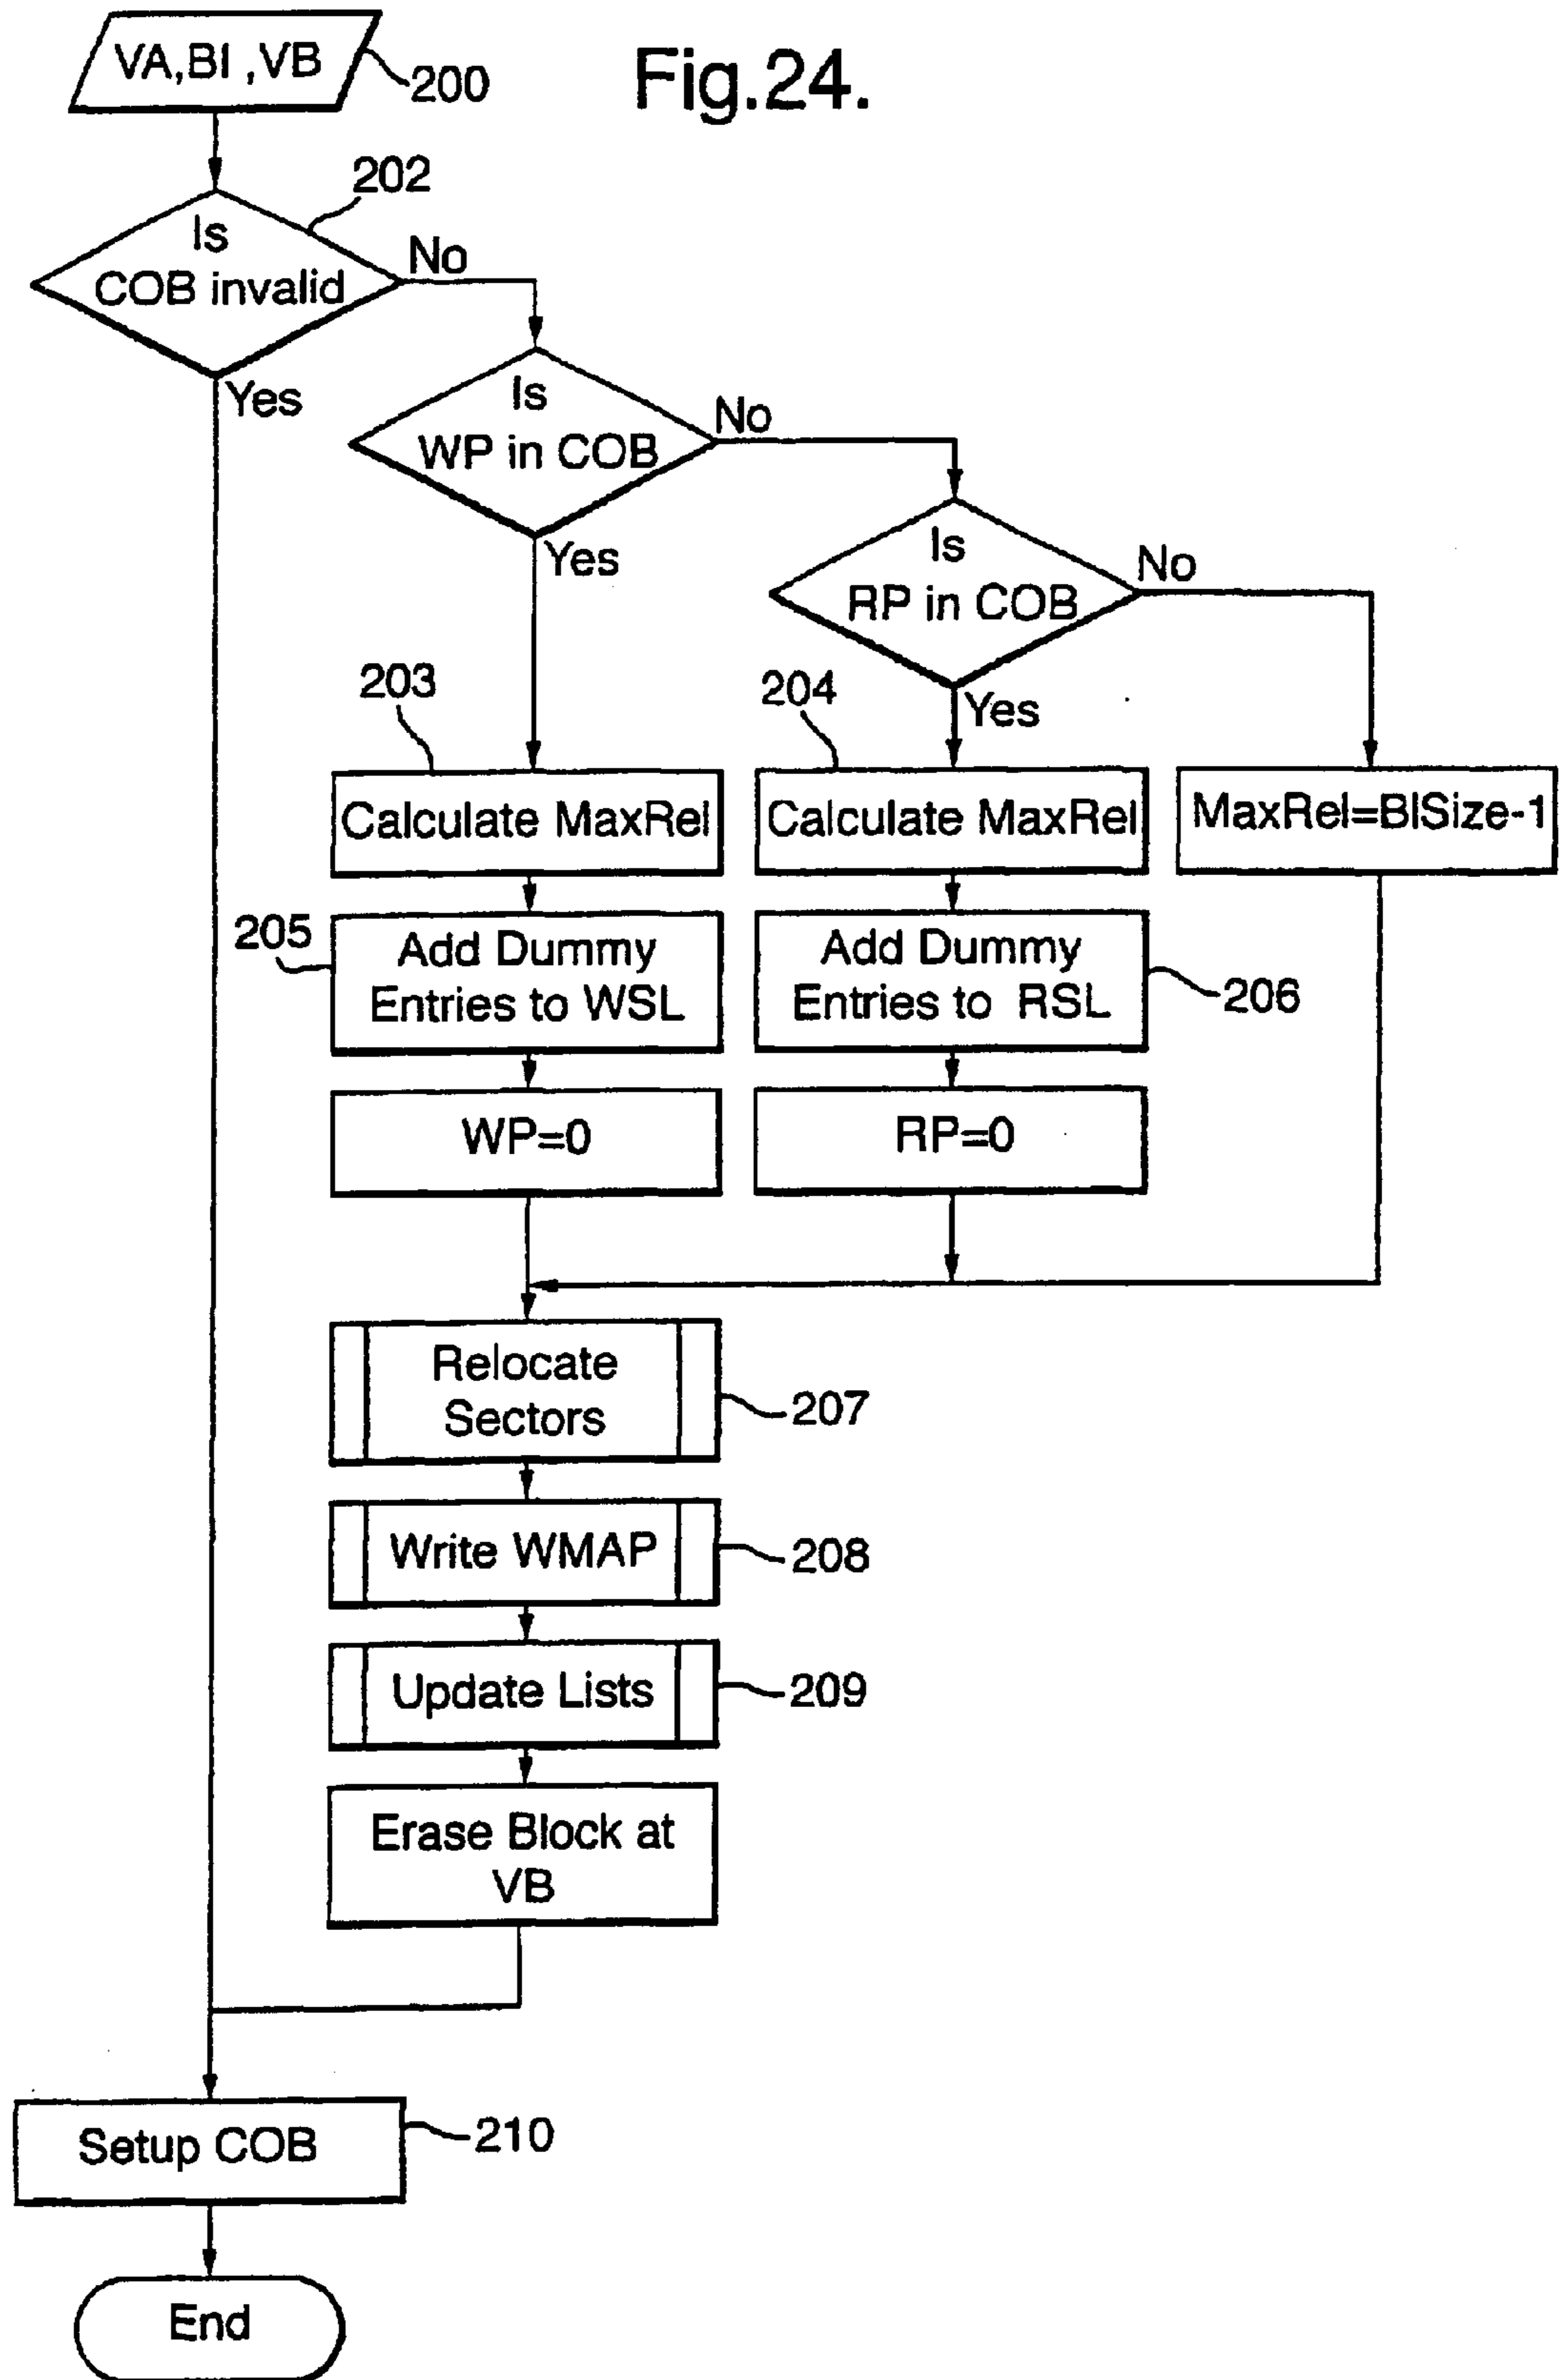 Fig.24.
VA,BI ,VB
200
202
Is
COB invalid
No
Yes
Is
WP in COB
No
Yes
Is
RP in COB
No
Yes
203
204
Calculate MaxRel
Calculate MaxRel
MaxRel=BISize-1
205
Add Dummy
Entries to WSL
Add Dummy
Entries to RSL
206
WP=0
RP=0
Relocate
Sectors
207
Write WMAP
208
Update Lists
209
Erase Block at
VB
Setup COB
210
End